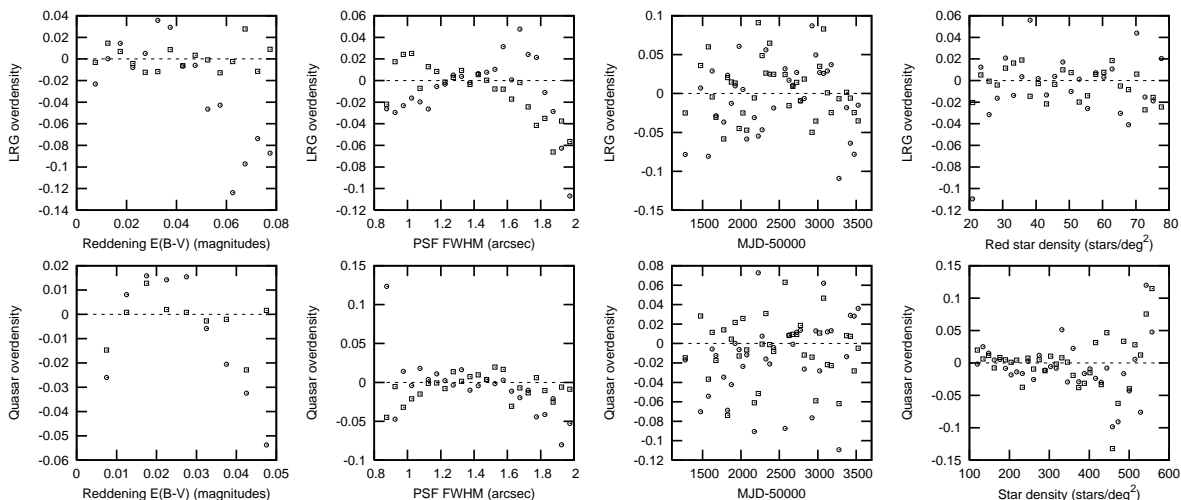 LRG overdensity
0.04
0.02
0
-0.02
-0.04
-0.06
-0.08
-0.1
-0.12
-0.14
0 0.02 0.04 0.06 0.08
Reddening E(B-V) (magnitudes)
LRG overdensity
0.06
0.04
0.02
0
-0.02
-0.04
-0.06
-0.08
-0.1
-0.12
0.8 1 1.2 1.4 1.6 1.8 2
PSF FWHM (arcsec)
LRG overdensity
0.1
0.05
0
-0.05
-0.1
-0.15
1500 2000 2500 3000 3500
MJD-50000
LRG overdensity
0.06
0.04
0.02
0
-0.02
-0.04
-0.06
-0.08
-0.1
-0.12
20 30 40 50 60 70 80
Red star density (stars/deg²)
Quasar overdensity
0.02
0.01
0
-0.01
-0.02
-0.03
-0.04
-0.05
-0.06
0 0.01 0.02 0.03 0.04 0.05
Reddening E(B-V) (magnitudes)
Quasar overdensity
0.15
0.1
0.05
0
-0.05
-0.1
0.8 1 1.2 1.4 1.6 1.8 2
PSF FWHM (arcsec)
Quasar overdensity
0.08
0.06
0.04
0.02
0
-0.02
-0.04
-0.06
-0.08
-0.1
-0.12
1500 2000 2500 3000 3500
MJD-50000
Quasar overdensity
0.15
0.1
0.05
0
-0.05
-0.1
-0.15
100 200 300 400 500 600
Star density (stars/deg²)